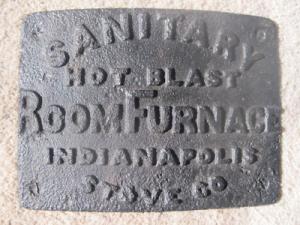 SANITARY
HOT BLAST
ROOM FURNACE
INDIANAPOLIS
STOVE CO